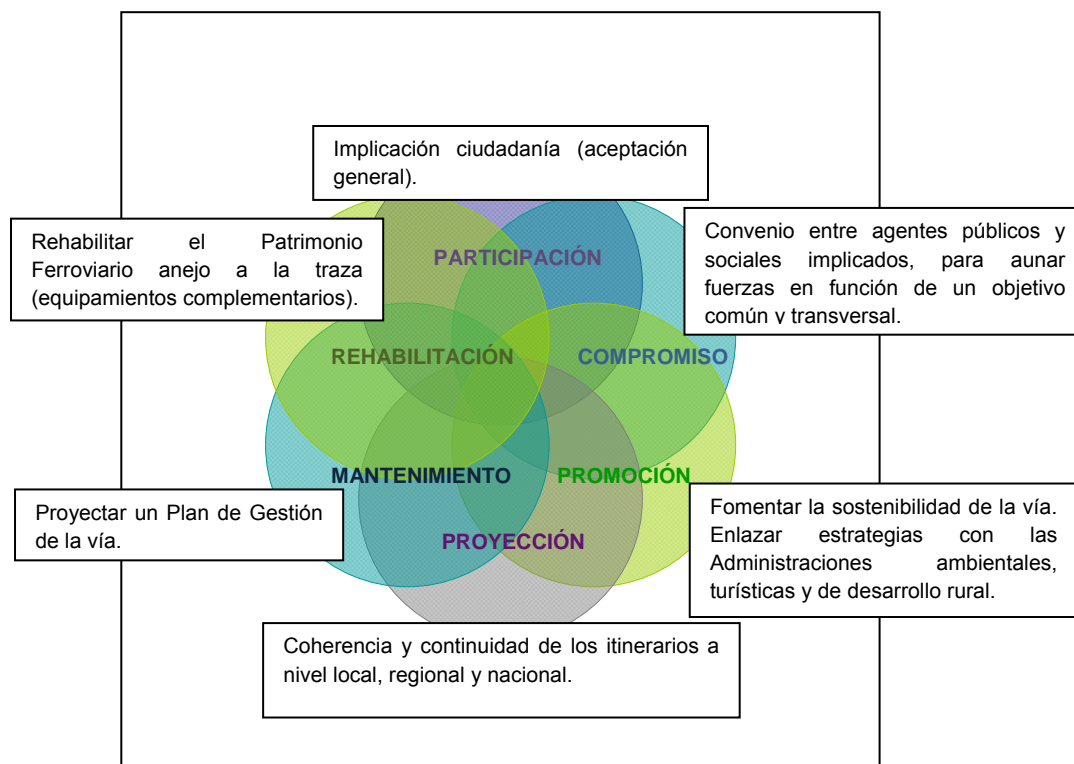 Implicación ciudadanía (aceptación
general).
Rehabilitar el Patrimonio
Ferroviario anejo a la traza
(equipamientos complementarios).
Convenio entre agentes públicos y
sociales implicados, para aunar
fuerzas en función de un objetivo
común y transversal.
PARTICIPACIÓN
REHABILITACIÓN
COMPROMISO
MANTENIMIENTO
PROMOCIÓN
PROYECCIÓN
Proyectar un Plan de Gestión
de la vía.
Fomentar la sostenibilidad de la vía.
Enlazar estrategias con las
Administraciones ambientales,
turísticas y de desarrollo rural.
Coherencia y continuidad de los itinerarios a
nivel local, regional y nacional.